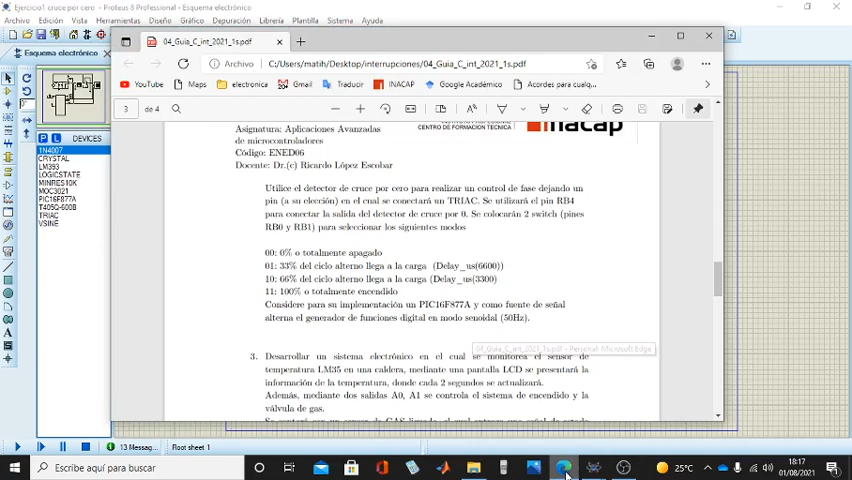 Ejercicio1 cruce por cero - Proteus 8 Professional - Esquema electrónico
Archivo Edición Vista Herramientas Diseño Gráfico Depuración Librería Plantilla Sistema Ayuda
Esquema electrónico
04_Guia_C_int_2021_1s.pdf
Archivo C:/Users/matih/Desktop/interrupciones/04_Guia_C_int_2021_1s.pdf
YouTube Maps electronica Gmail Traducir INACAP Google Académico Acordes para cualq...
3 de 4
P L DEVICES
1N4007
CRYSTAL
LM393
LOGICSTATE
MINRES10K
MOC3021
PIC16F877A
T405Q-600B
TRIAC
VSINE
CENTRO DE FORMACION TECNICA
inacap
Asignatura: Aplicaciones Avanzadas
de microcontroladores
Código: ENED06
Docente: Dr.(c) Ricardo López Escobar
Utilice el detector de cruce por cero para realizar un control de fase dejando un
pin (a su elección) en el cual se conectará un TRIAC. Se utilizará el pin RB4
para conectar la salida del detector de cruce por 0. Se colocarán 2 switch (pines
RB0 y RB1) para seleccionar los siguientes modos
00: 0% o totalmente apagado
01: 33% del ciclo alterno llega a la carga (Delay_us(6600))
10: 66% del ciclo alterno llega a la carga (Delay_us(3300)
11: 100% o totalmente encendido
Considere para su implementación un PIC16F877A y como fuente de señal
alterna el generador de funciones digital en modo senoidal (50Hz).
04_Guia_C_int_2021_1s.pdf - Personal: Microsoft Edge
3. Desarrollar un sistema electrónico en el cual se monitorea el sensor de
temperatura LM35 en una caldera, mediante una pantalla LCD se presentará la
información de la temperatura, donde cada 2 segundos se actualizará.
Además, mediante dos salidas A0, A1 se controla el sistema de encendido y la
válvula de gas.
13 Messag... Root sheet 1
Escribe aquí para buscar
25°C
18:17
01/08/2021